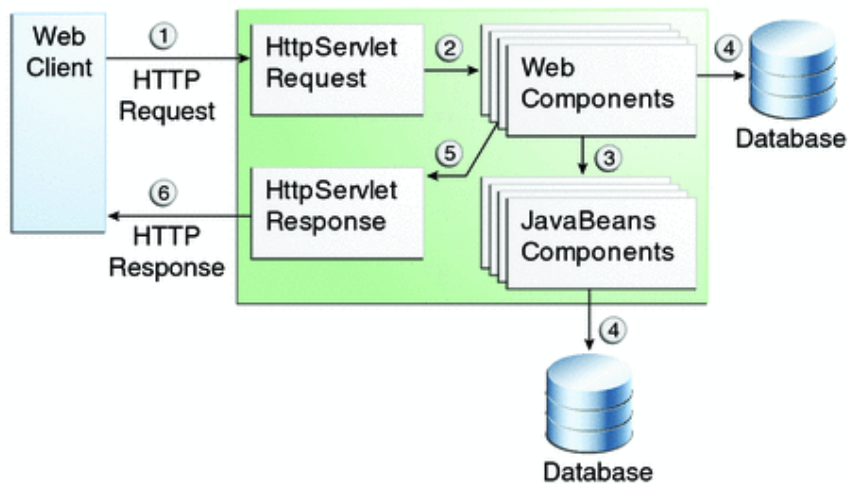 Web
Client
1
HTTP
Request
HttpServlet
Request
2
Web
Components
4
Database
3
5
HttpServlet
Response
6
HTTP
Response
JavaBeans
Components
4
Database